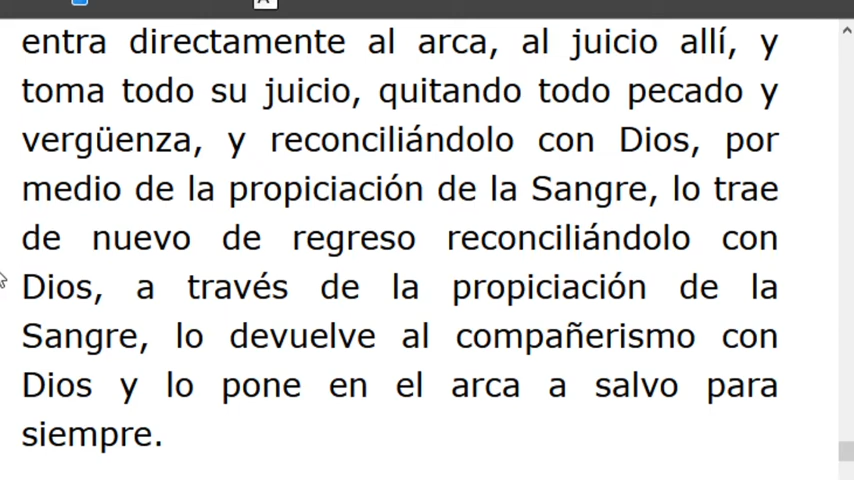 entra directamente al arca, al juicio allí, y
toma todo su juicio, quitando todo pecado y
vergüenza, y reconciliándolo con Dios, por
medio de la propiciación de la Sangre, lo trae
de nuevo de regreso reconciliándolo con
Dios, a través de la propiciación de la
Sangre, lo devuelve al compañerismo con
Dios y lo pone en el arca a salvo para
siempre.